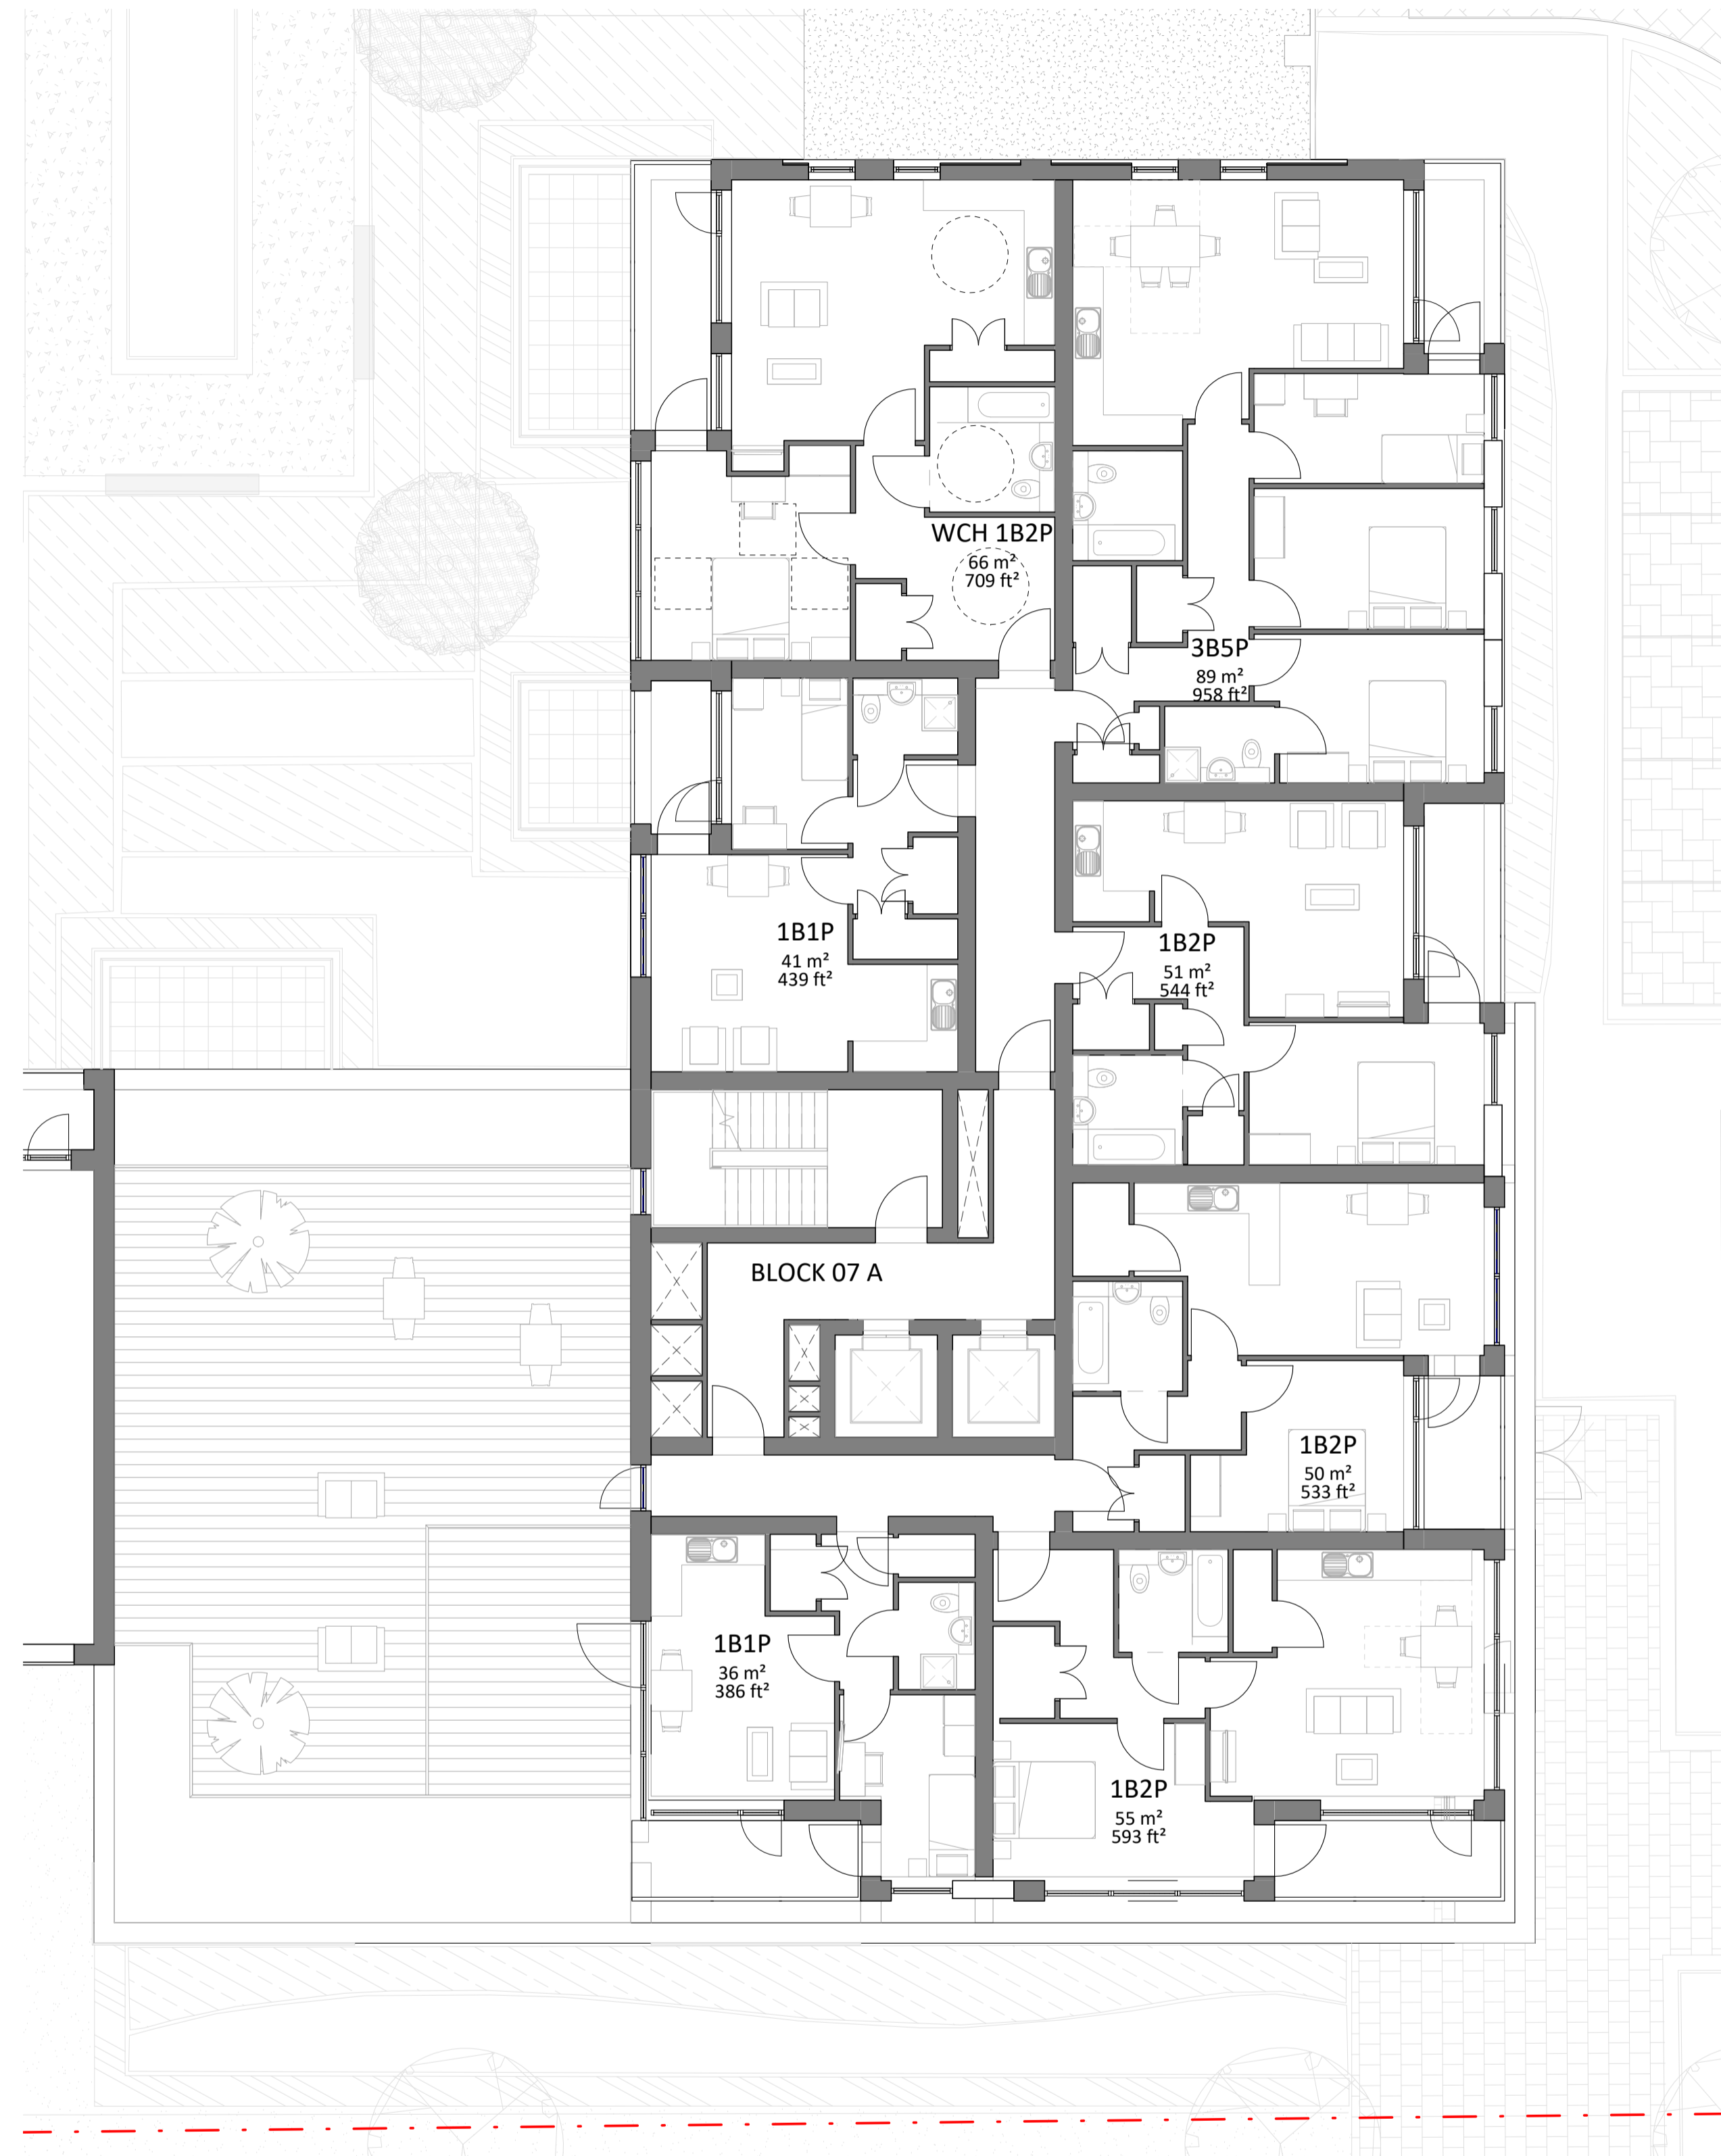 WCH 1B2P
66 m²
709 ft²
3B5P
89 m²
958 ft²
1B1P
41 m²
439 ft²
1B2P
51 m²
544 ft²
BLOCK 07 A
1B2P
50 m²
533 ft²
1B1P
36 m²
386 ft²
1B2P
55 m²
593 ft²